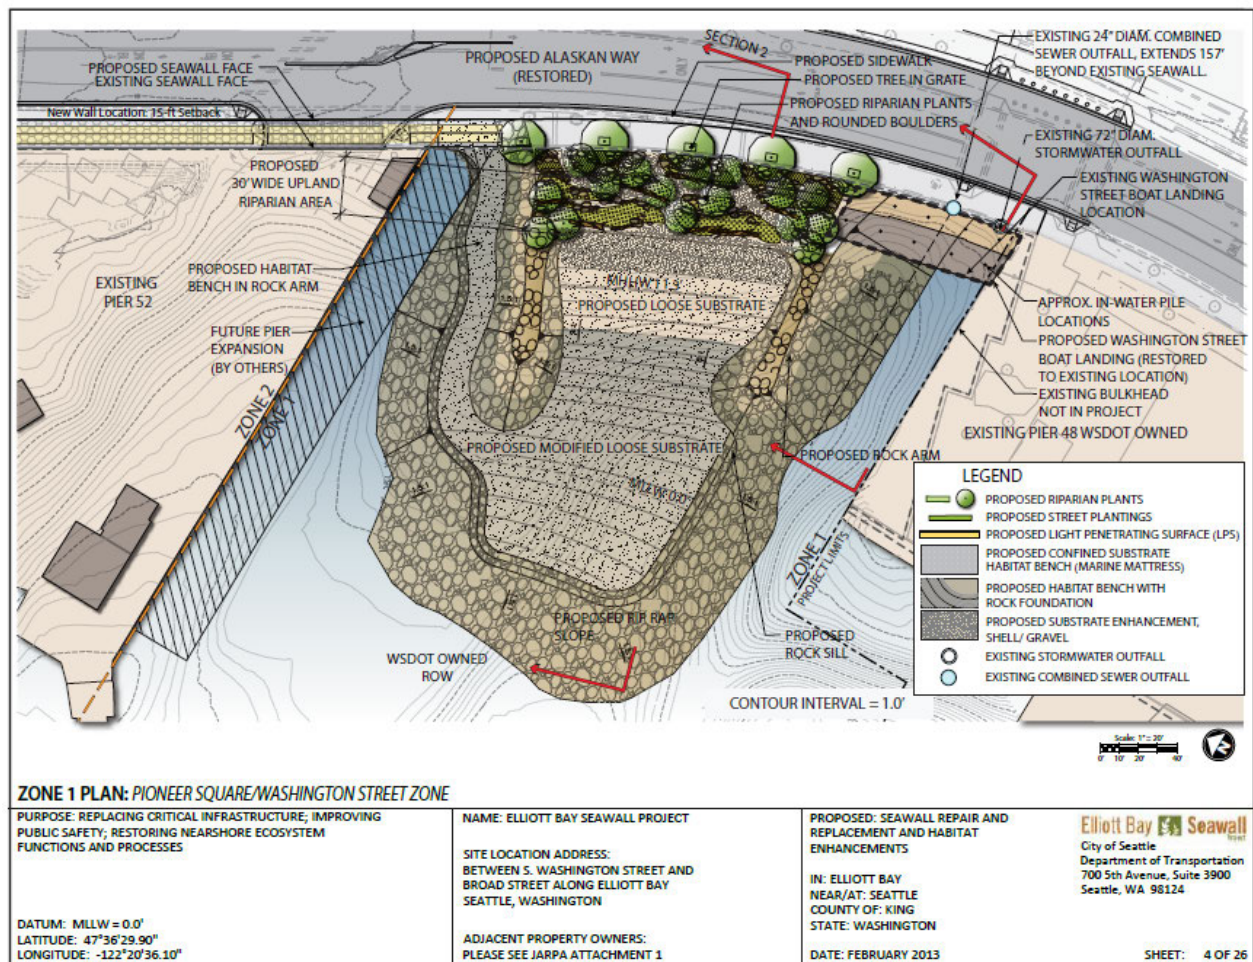 PROPOSED SEAWALL FACE
EXISTING SEAWALL FACE
New Wall Location: 15-ft Setback
PROPOSED ALASKAN WAY
(RESTORED)
SECTION 2
ONLY
PROPOSED SIDEWALK
PROPOSED TREE IN GRATE
PROPOSED RIPARIAN PLANTS
AND ROUNDED BOULDERS
EXISTING 24" DIAM. COMBINED
SEWER OUTFALL, EXTENDS 157'
BEYOND EXISTING SEAWALL.
EXISTING 72" DIAM.
STORMWATER OUTFALL
EXISTING WASHINGTON
STREET BOAT LANDING
LOCATION
PROPOSED
30' WIDE UPLAND
RIPARIAN AREA
PROPOSED HABITAT
BENCH IN ROCK ARM
EXISTING
PIER 52
FUTURE PIER
EXPANSION
(BY OTHERS)
ZONE 2
ZONE 1
PROPOSED LOOSE SUBSTRATE
PROPOSED MODIFIED LOOSE SUBSTRATE
MLLW 0.0'
PROPOSED ROCK ARM
APPROX. IN-WATER PILE
LOCATIONS
PROPOSED WASHINGTON STREET
BOAT LANDING (RESTORED
TO EXISTING LOCATION)
EXISTING BULKHEAD
NOT IN PROJECT
EXISTING PIER 48 WSDOT OWNED
ZONE 1
PROJECT LIMITS
PROPOSED RIP RAP
SLOPE
PROPOSED
ROCK SILL
WSDOT OWNED
ROW
CONTOUR INTERVAL = 1.0'
LEGEND
PROPOSED RIPARIAN PLANTS
PROPOSED STREET PLANTINGS
PROPOSED LIGHT PENETRATING SURFACE (LPS)
PROPOSED CONFINED SUBSTRATE
HABITAT BENCH (MARINE MATTRESS)
PROPOSED HABITAT BENCH WITH
ROCK FOUNDATION
PROPOSED SUBSTRATE ENHANCEMENT,
SHELL/ GRAVEL
EXISTING STORMWATER OUTFALL
EXISTING COMBINED SEWER OUTFALL
Scale: 1" = 20'
0' 10' 20' 40'
N
ZONE 1 PLAN: PIONEER SQUARE/WASHINGTON STREET ZONE
PURPOSE: REPLACING CRITICAL INFRASTRUCTURE; IMPROVING
PUBLIC SAFETY; RESTORING NEARSHORE ECOSYSTEM
FUNCTIONS AND PROCESSES
DATUM: MLLW = 0.0'
LATITUDE: 47°36'29.90"
LONGITUDE: -122°20'36.10"
NAME: ELLIOTT BAY SEAWALL PROJECT
SITE LOCATION ADDRESS:
BETWEEN S. WASHINGTON STREET AND
BROAD STREET ALONG ELLIOTT BAY
SEATTLE, WASHINGTON
ADJACENT PROPERTY OWNERS:
PLEASE SEE JARPA ATTACHMENT 1
PROPOSED: SEAWALL REPAIR AND
REPLACEMENT AND HABITAT
ENHANCEMENTS
IN: ELLIOTT BAY
NEAR/AT: SEATTLE
COUNTY OF: KING
STATE: WASHINGTON
DATE: FEBRUARY 2013
Elliott Bay Seawall
Project
City of Seattle
Department of Transportation
700 5th Avenue, Suite 3900
Seattle, WA 98124
SHEET: 4 OF 26